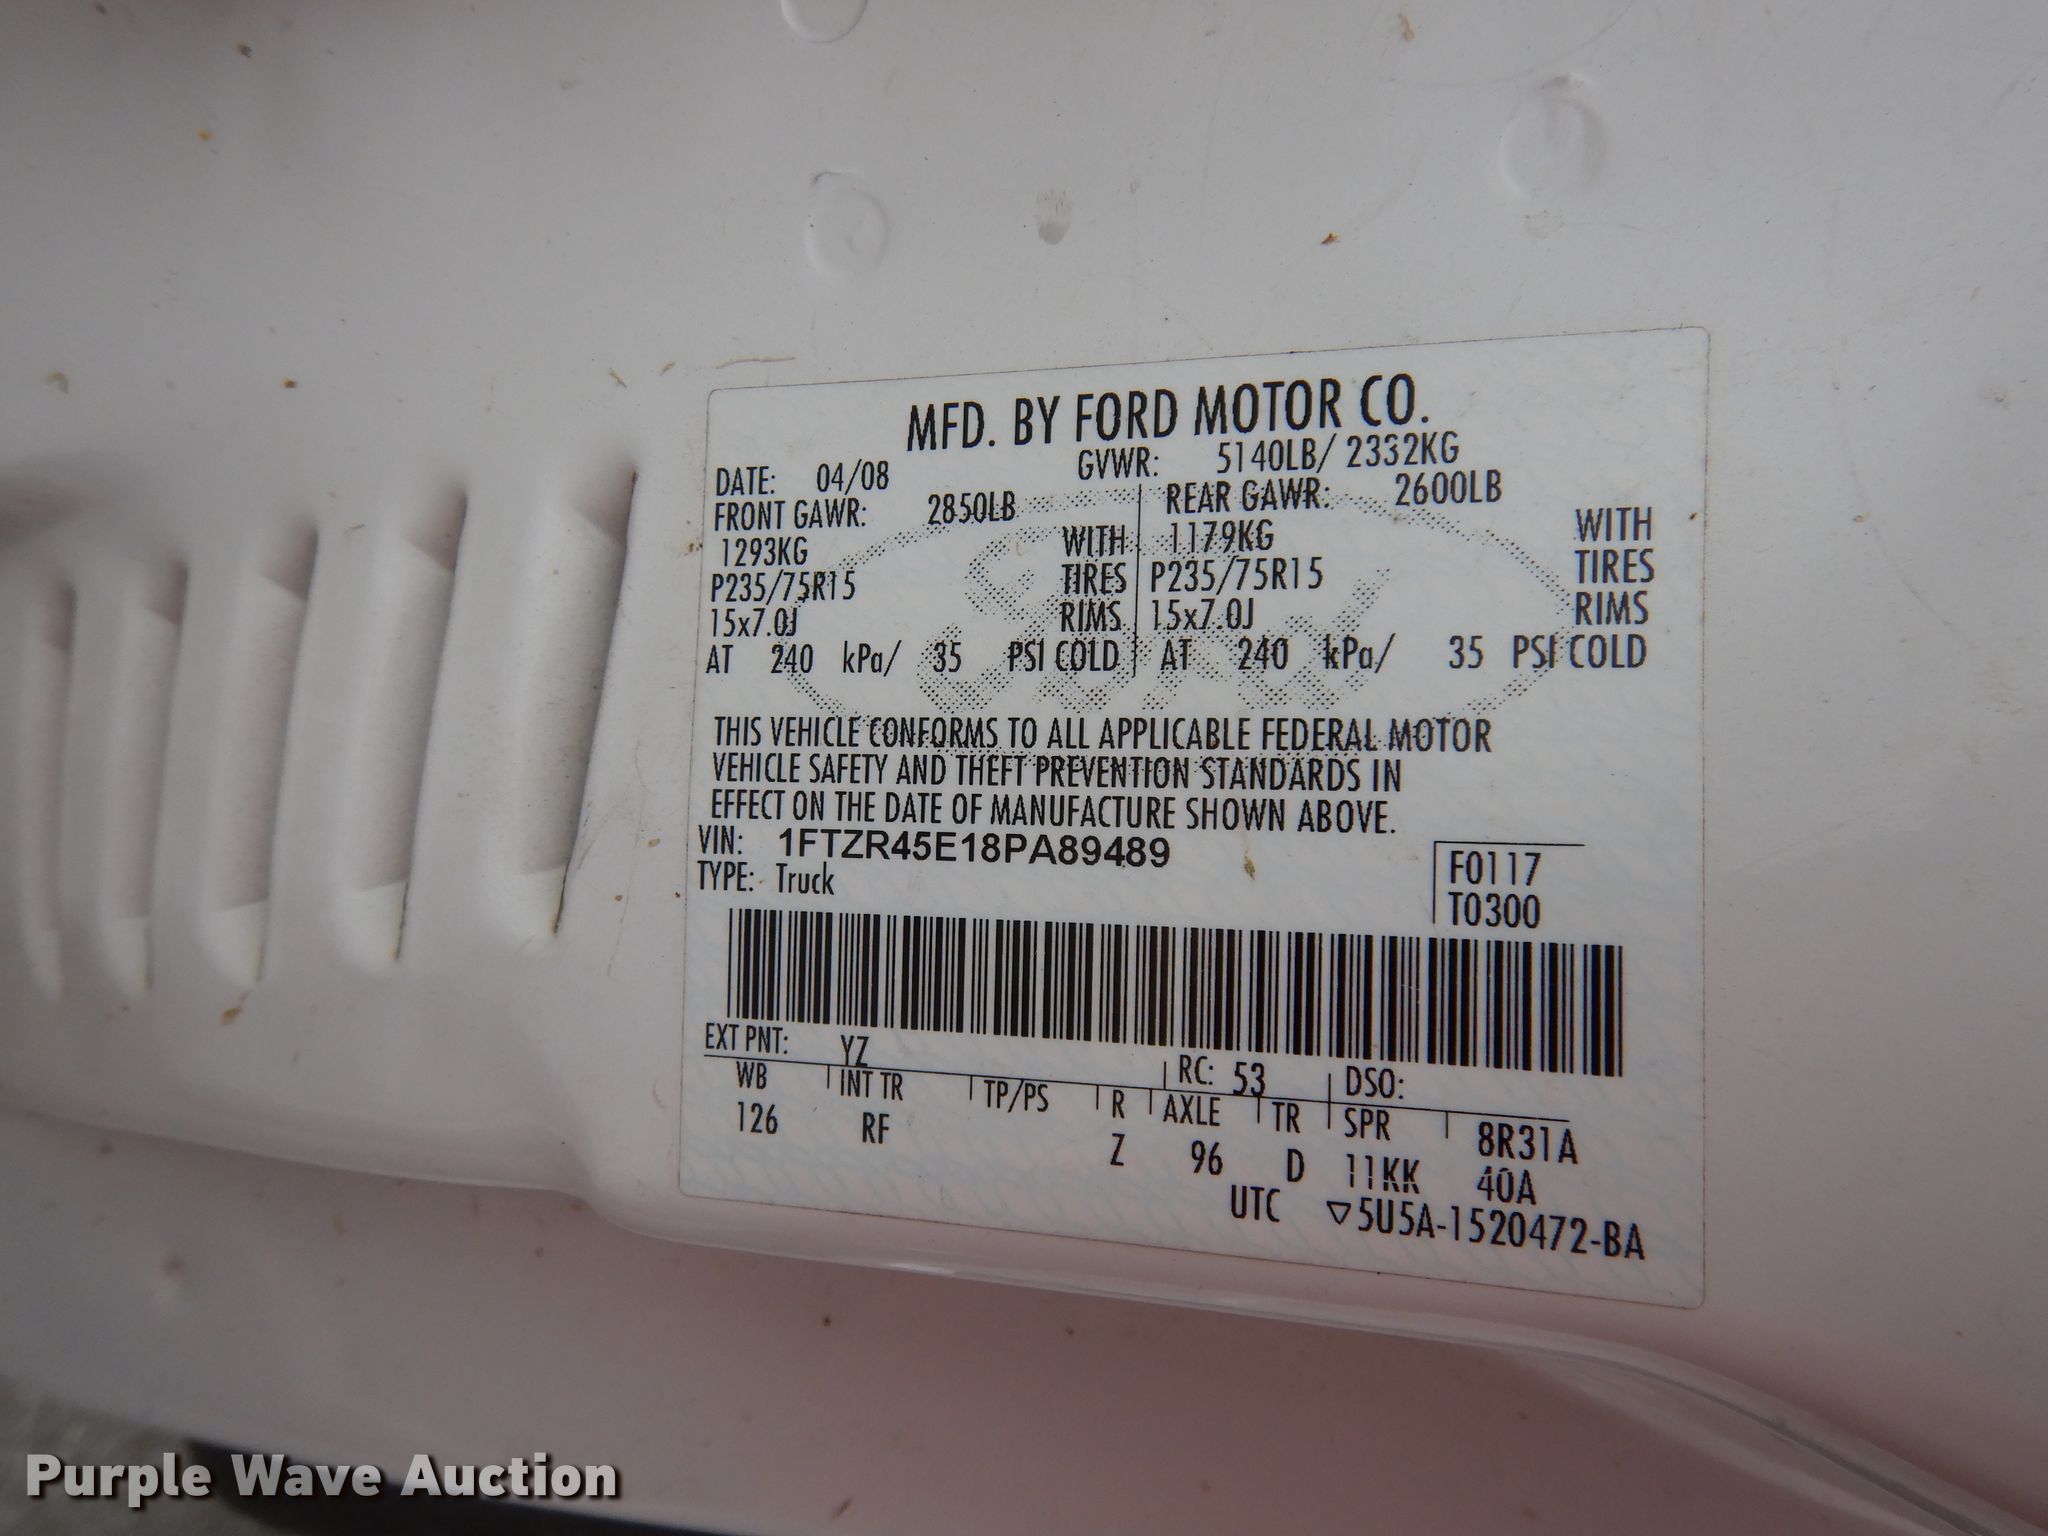 MFD. BY FORD MOTOR CO.
DATE: 04/08 GVWR: 5140LB/ 2332KG
FRONT GAWR: 2850LB REAR GAWR: 2600LB
1293KG WITH 1179KG WITH
P235/75R15 TIRES P235/75R15 TIRES
15x7.0J RIMS 15x7.0J RIMS
AT 240 kPa/ 35 PSI COLD AT 240 kPa/ 35 PSI COLD
THIS VEHICLE CONFORMS TO ALL APPLICABLE FEDERAL MOTOR
VEHICLE SAFETY AND THEFT PREVENTION STANDARDS IN
EFFECT ON THE DATE OF MANUFACTURE SHOWN ABOVE.
VIN: 1FTZR45E18PA89489
TYPE: Truck
F0117
T0300
EXT PNT: YZ RC: 53 DSO:
WB INT TR TP/PS R AXLE TR SPR 8R31A
126 RF Z 96 D 11KK 40A
UTC ▽5U5A-1520472-BA
Ford
Purple Wave Auction